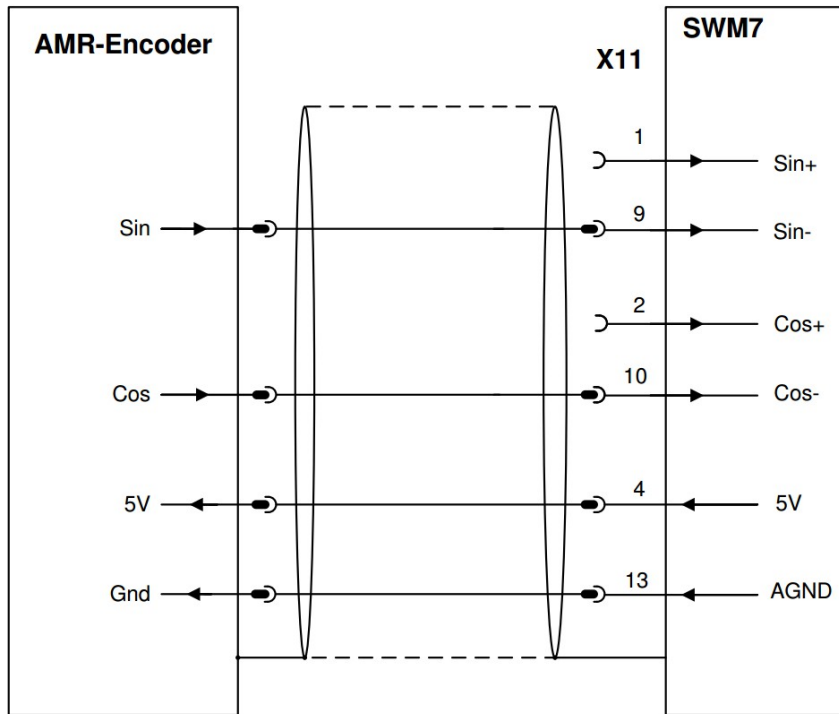 AMR-Encoder
SWM7
X11
1
Sin+
Sin
9
Sin-
2
Cos+
Cos
10
Cos-
5V
4
5V
Gnd
13
AGND